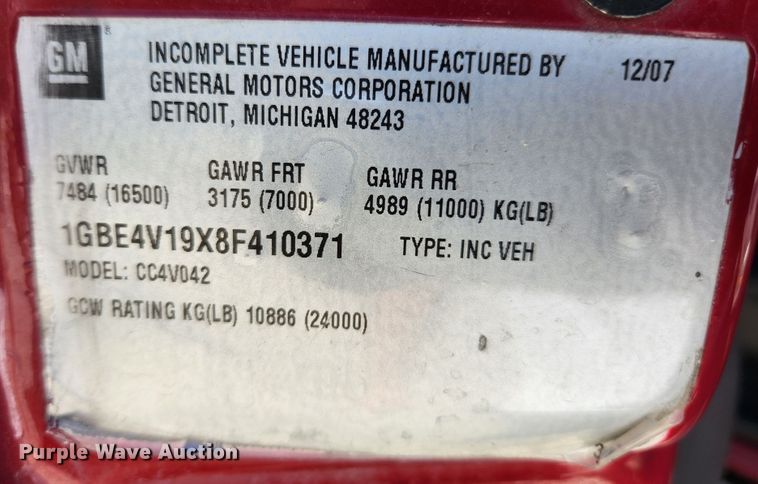 GM
INCOMPLETE VEHICLE MANUFACTURED BY 12/07
GENERAL MOTORS CORPORATION
DETROIT, MICHIGAN 48243
GVWR GAWR FRT GAWR RR
7484 (16500) 3175 (7000) 4989 (11000) KG(LB)
1GBE4V19X8F410371 TYPE: INC VEH
MODEL: CC4V042
GCW RATING KG(LB) 10886 (24000)
Purple Wave Auction